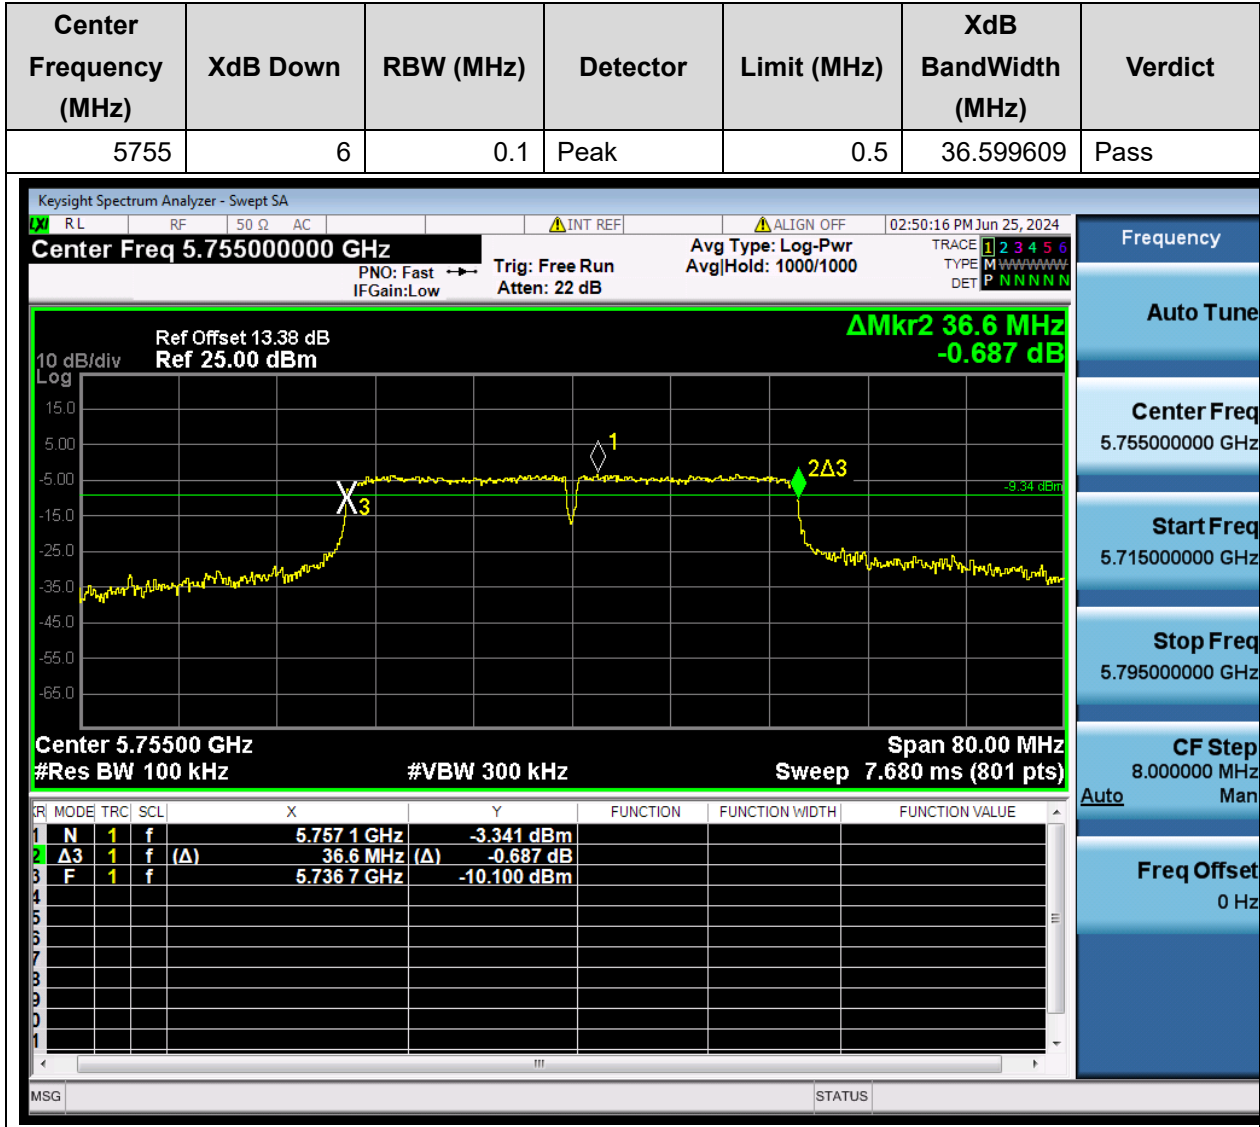 Center Frequency (MHz) XdB Down RBW (MHz) Detector Limit (MHz) XdB BandWidth (MHz) Verdict
5755 6 0.1 Peak 0.5 36.599609 Pass
Keysight Spectrum Analyzer - Swept SA
LXI RL RF 50 Ω AC INT REF ALIGN OFF 02:50:16 PM Jun 25, 2024
Center Freq 5.755000000 GHz
PNO: Fast
IFGain:Low
Trig: Free Run
Atten: 22 dB
Avg Type: Log-Pwr
Avg|Hold: 1000/1000
TRACE 1 2 3 4 5 6
TYPE M WWWWW
DET P N N N N N
ΔMkr2 36.6 MHz
-0.687 dB
Ref Offset 13.38 dB
10 dB/div Ref 25.00 dBm
Log
15.0
5.00
-5.00
-15.0
-25.0
-35.0
-45.0
-55.0
-65.0
1
2Δ3
3
-9.34 dBm
Center 5.75500 GHz Span 80.00 MHz
#Res BW 100 kHz #VBW 300 kHz Sweep 7.680 ms (801 pts)
MODE TRC SCL X Y FUNCTION FUNCTION WIDTH FUNCTION VALUE
1 N 1 f 5.757 1 GHz -3.341 dBm
2 Δ3 1 f (Δ) 36.6 MHz (Δ) -0.687 dB
3 F 1 f 5.736 7 GHz -10.100 dBm
4
5
6
7
8
9
0
1
MSG STATUS
Frequency
Auto Tune
Center Freq
5.755000000 GHz
Start Freq
5.715000000 GHz
Stop Freq
5.795000000 GHz
CF Step
8.000000 MHz
Auto Man
Freq Offset
0 Hz